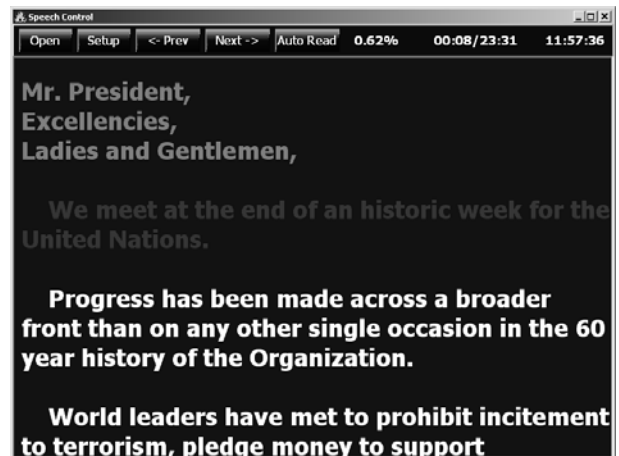 Speech Control
Open Setup <- Prev Next -> Auto Read 0.62% 00:08/23:31 11:57:36
Mr. President,
Excellencies,
Ladies and Gentlemen,
We meet at the end of an historic week for the
United Nations.
Progress has been made across a broader
front than on any other single occasion in the 60
year history of the Organization.
World leaders have met to prohibit incitement
to terrorism, pledge money to support